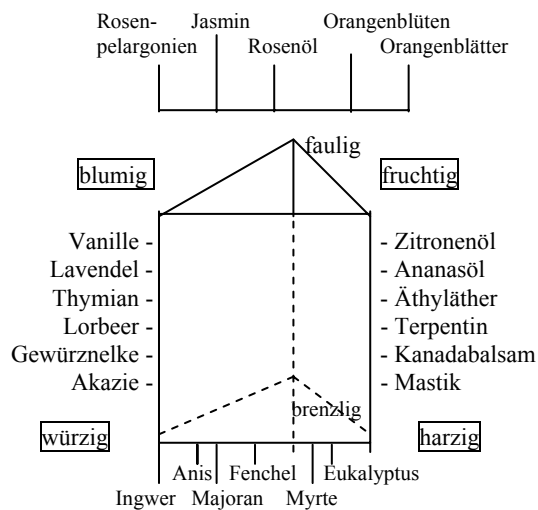 Rosen-
pelargonien
Jasmin
Rosenöl
Orangenblüten
Orangenblätter
faulig
blumig
fruchtig
Vanille -
Lavendel -
Thymian -
Lorbeer -
Gewürznelke -
Akazie -
- Zitronenöl
- Ananasöl
- Äthyläther
- Terpentin
- Kanadabalsam
- Mastik
brenzlig
würzig
harzig
Anis
Fenchel
Eukalyptus
Ingwer
Majoran
Myrte